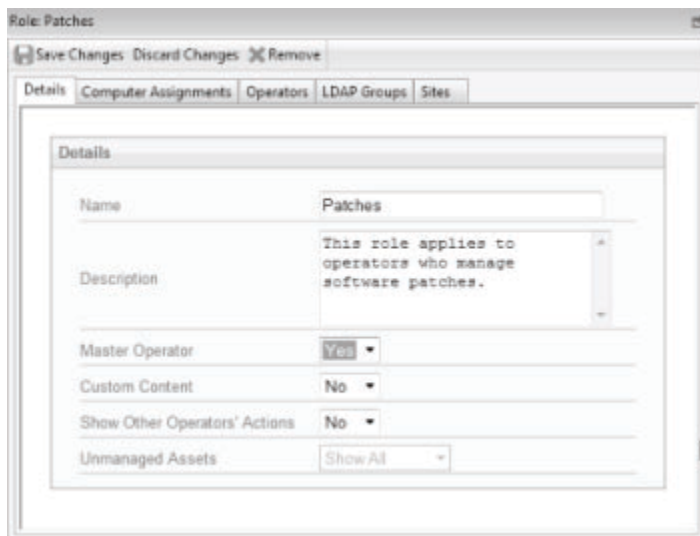 Role: Patches
Save Changes Discard Changes Remove
Details Computer Assignments Operators LDAP Groups Sites
Details
Name Patches
Description This role applies to
operators who manage
software patches.
Master Operator Yes
Custom Content No
Show Other Operators' Actions No
Unmanaged Assets Show All